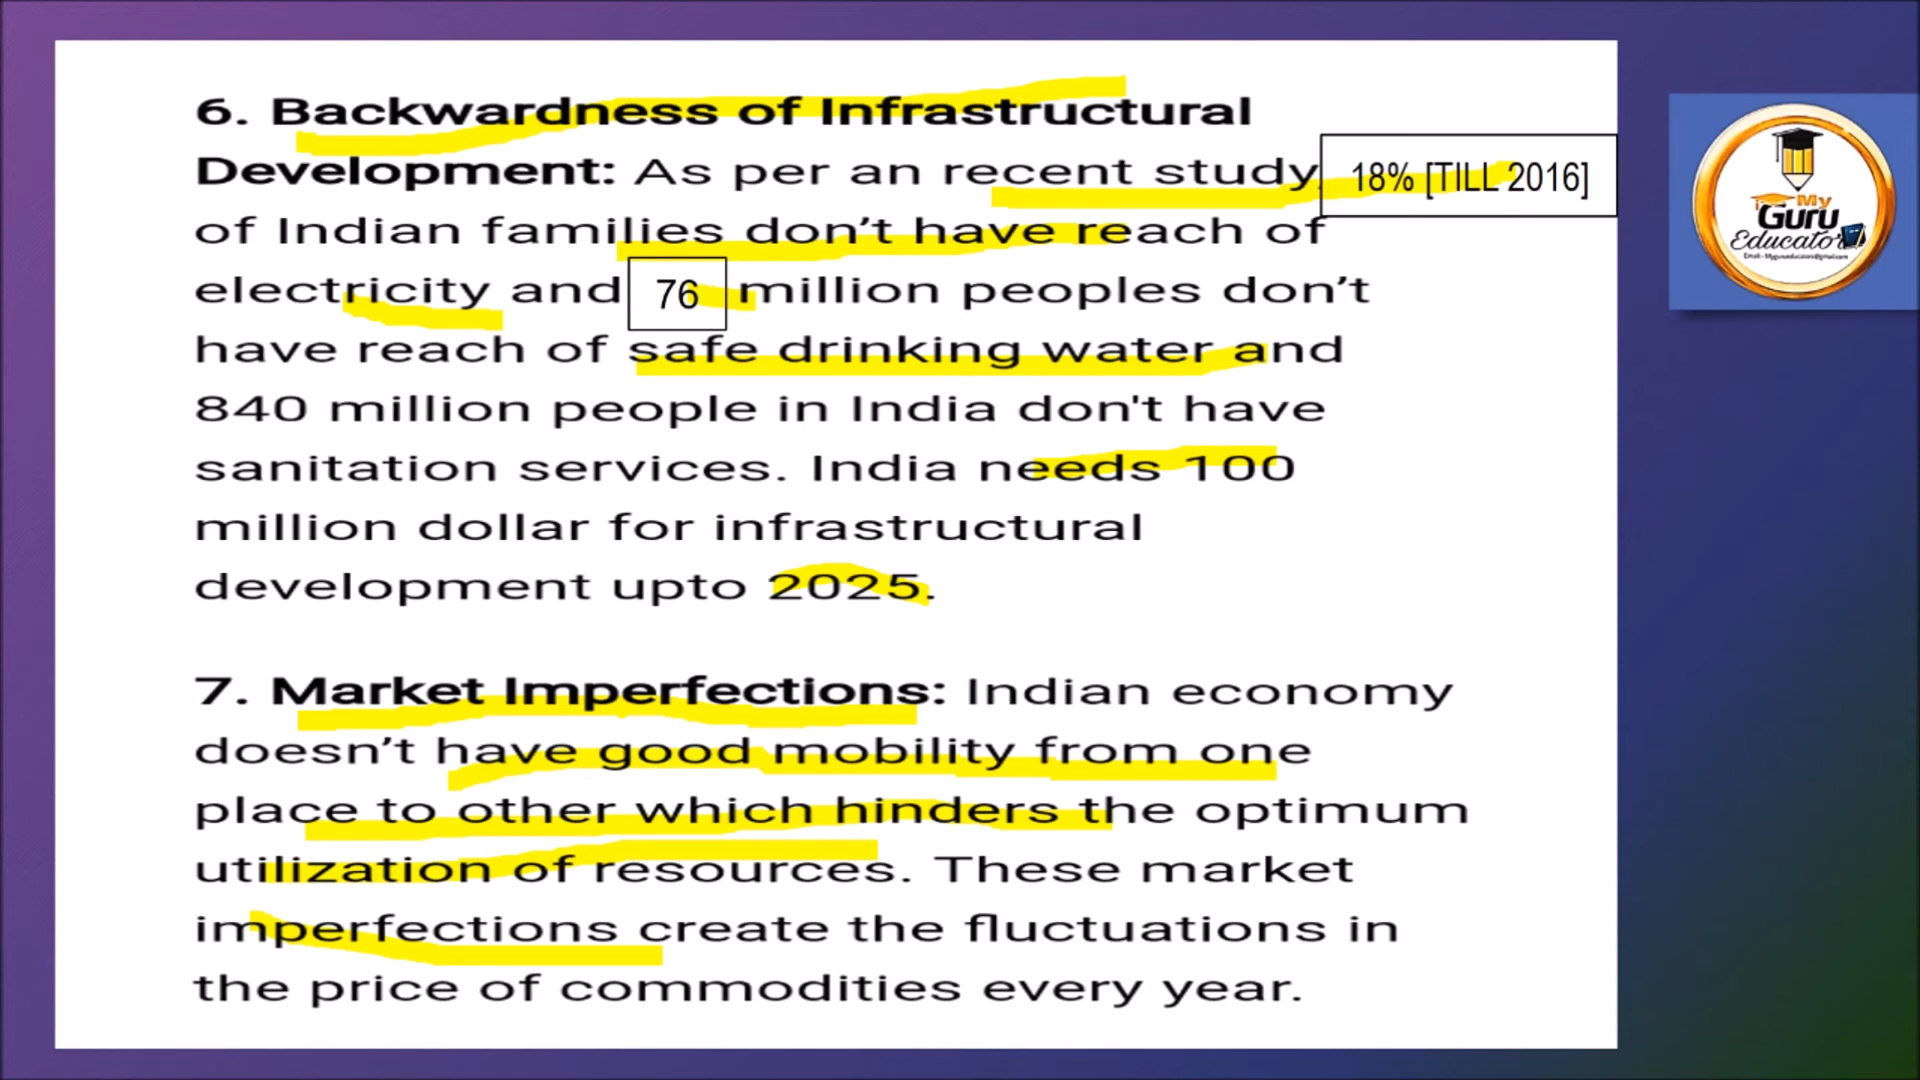 6. Backwardness of Infrastructural
Development: As per an recent study, 18% [TILL 2016]
of Indian families don’t have reach of
electricity and 76 million peoples don’t
have reach of safe drinking water and
840 million people in India don't have
sanitation services. India needs 100
million dollar for infrastructural
development upto 2025.
7. Market Imperfections: Indian economy
doesn’t have good mobility from one
place to other which hinders the optimum
utilization of resources. These market
imperfections create the fluctuations in
the price of commodities every year.
My
Guru
Educator
Email:- Mygurueducators@gmail.com